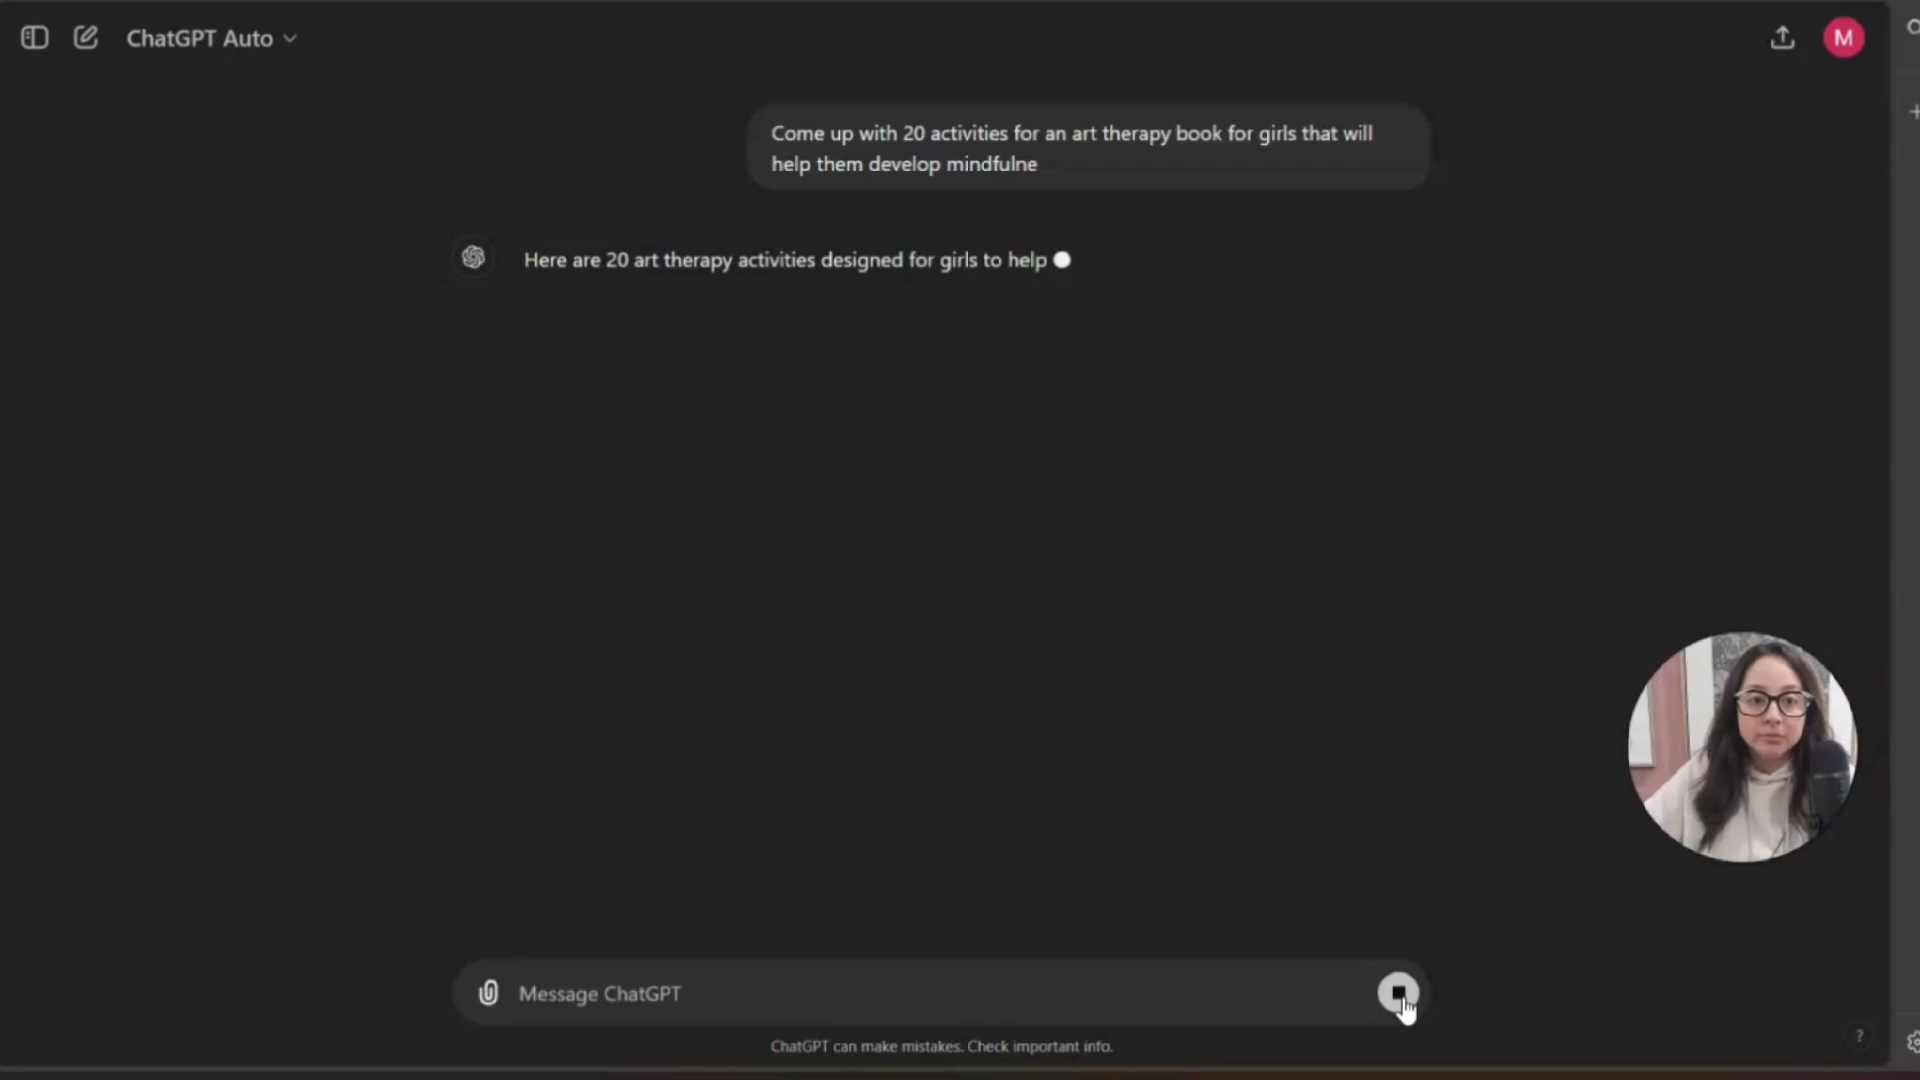 ChatGPT Auto
M
Come up with 20 activities for an art therapy book for girls that will
help them develop mindfulne
Here are 20 art therapy activities designed for girls to help
Message ChatGPT
ChatGPT can make mistakes. Check important info.
?